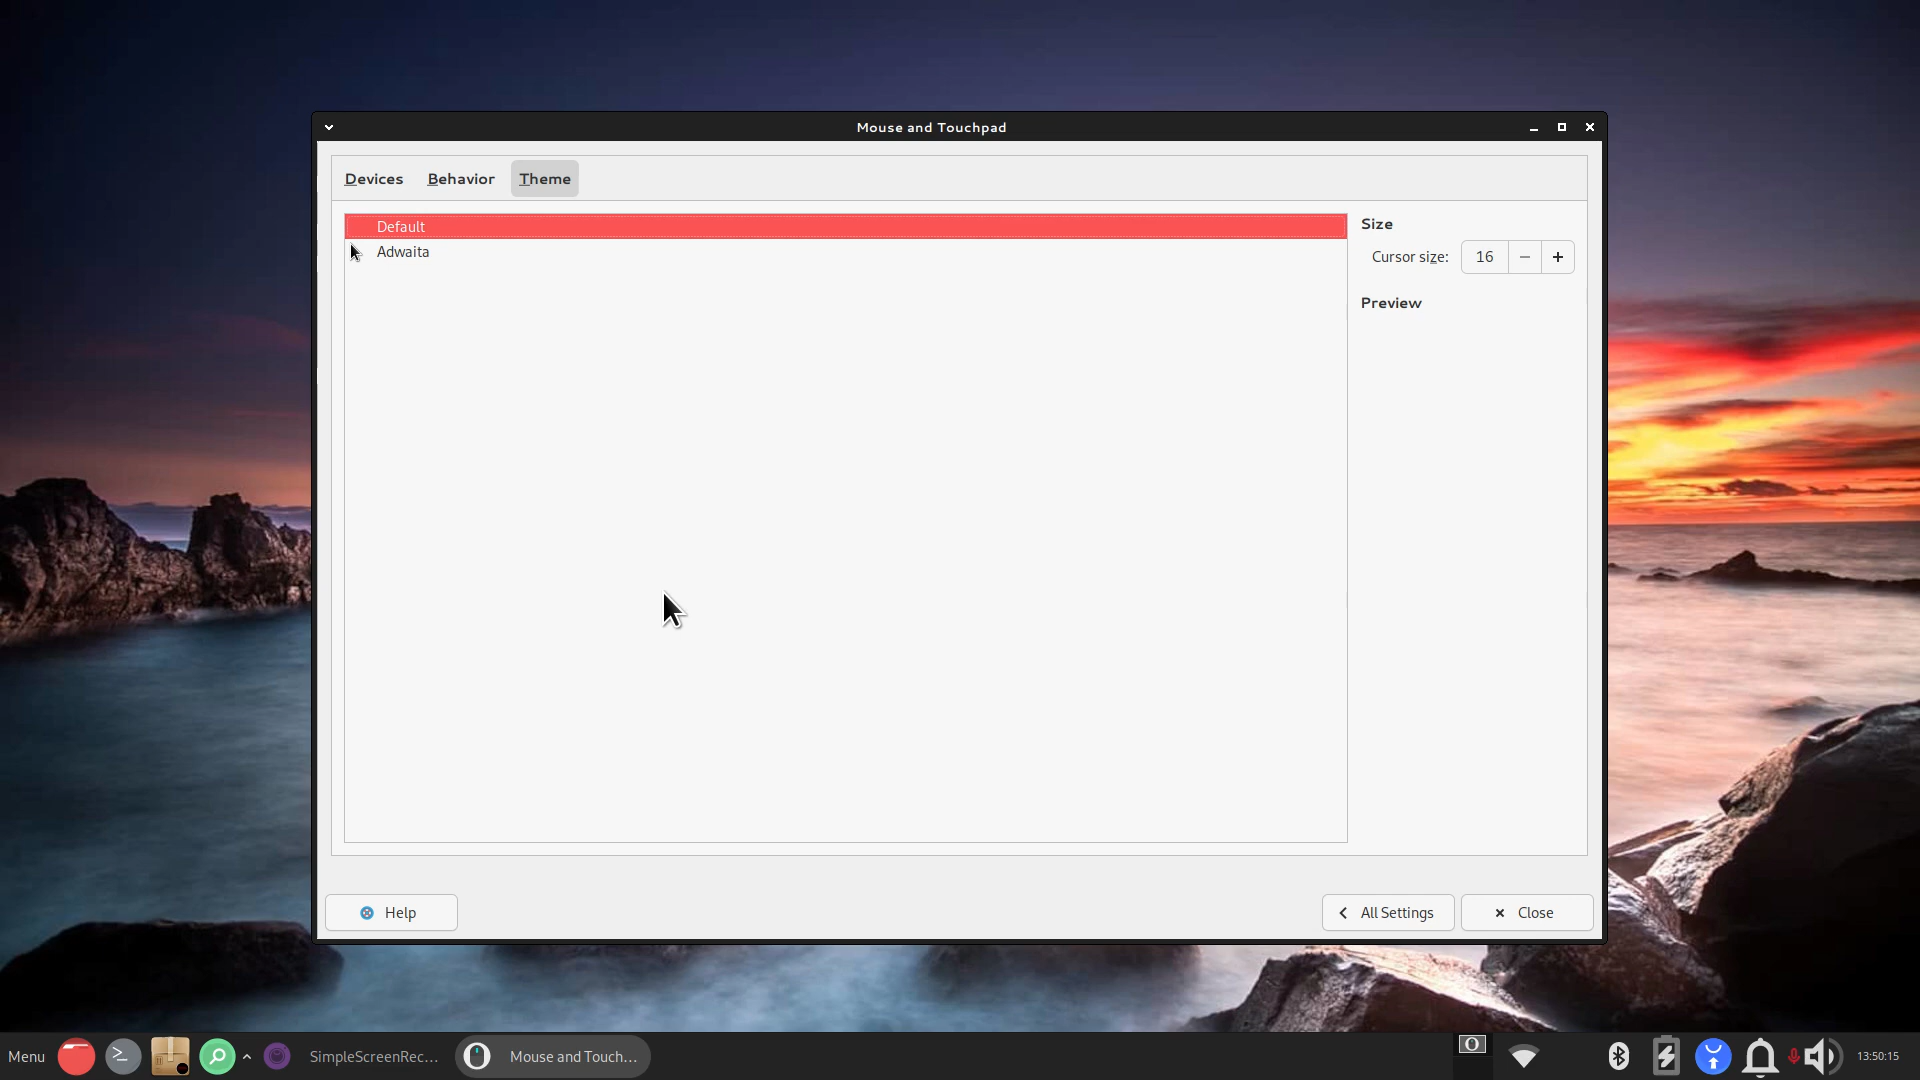 Mouse and Touchpad
Devices Behavior Theme
Default
Adwaita
Size
Cursor size: 16
Preview
Help
All Settings
Close
Menu
SimpleScreenRec...
Mouse and Touch...
13:50:15